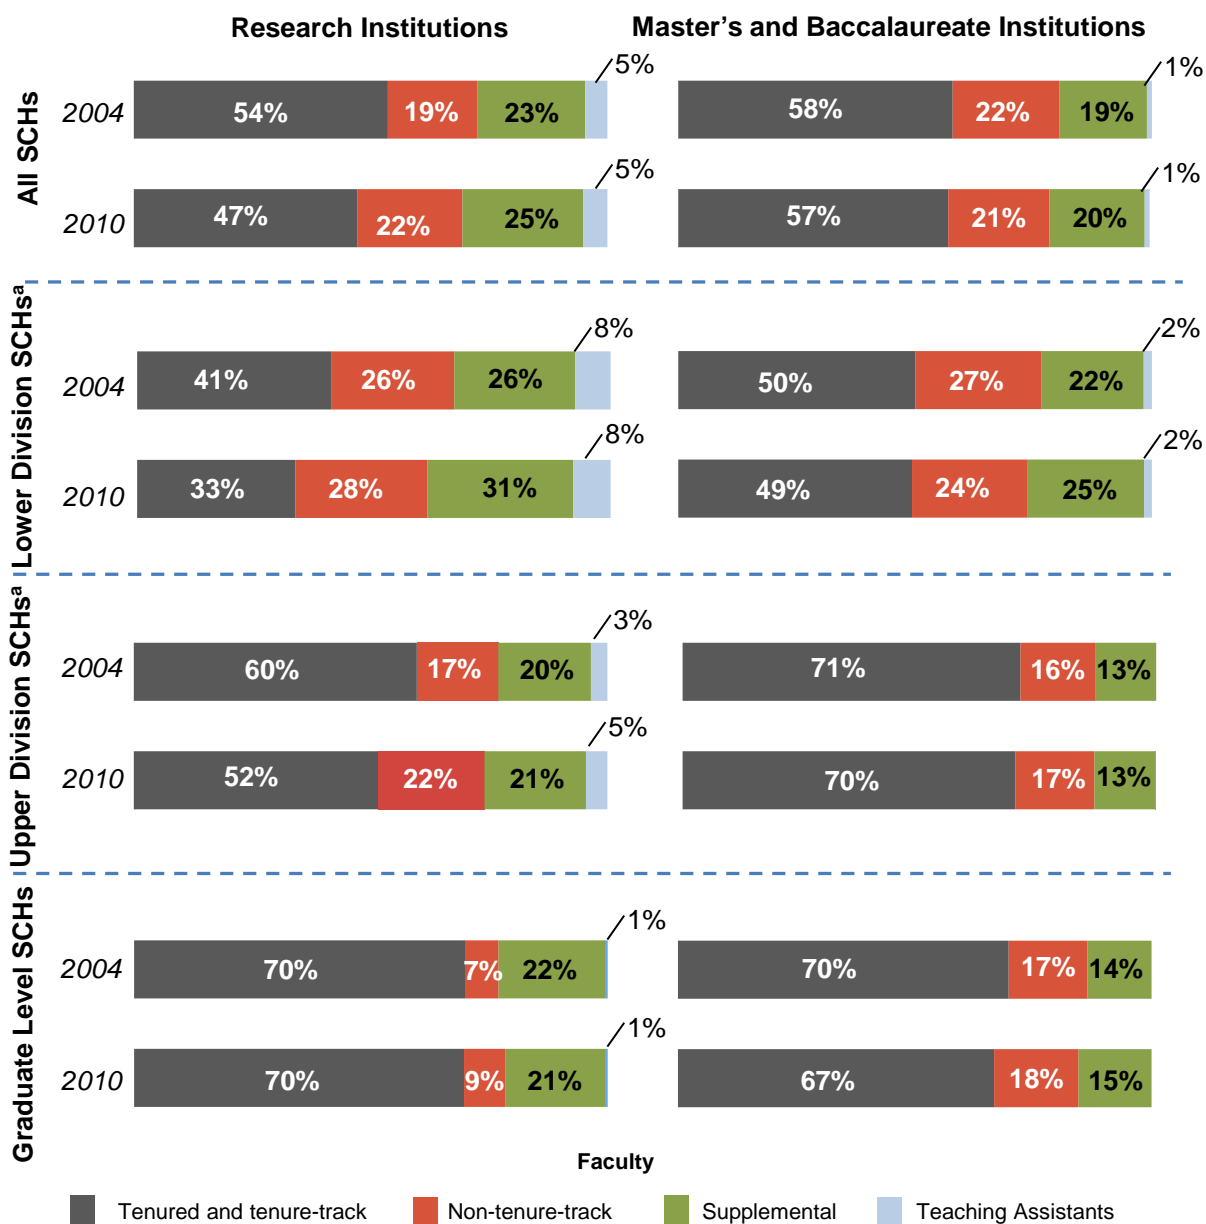 Research Institutions Master's and Baccalaureate Institutions
All SCHs
5% 1%
2004 54% 19% 23% 58% 22% 19%
5% 1%
2010 47% 22% 25% 57% 21% 20%
Lower Division SCHsᵃ
8% 2%
2004 41% 26% 26% 50% 27% 22%
8% 2%
2010 33% 28% 31% 49% 24% 25%
Upper Division SCHsᵃ
3%
2004 60% 17% 20% 71% 16% 13%
5%
2010 52% 22% 21% 70% 17% 13%
Graduate Level SCHs
1%
2004 70% 7% 22% 70% 17% 14%
1%
2010 70% 9% 21% 67% 18% 15%
Faculty
Tenured and tenure-track Non-tenure-track Supplemental Teaching Assistants